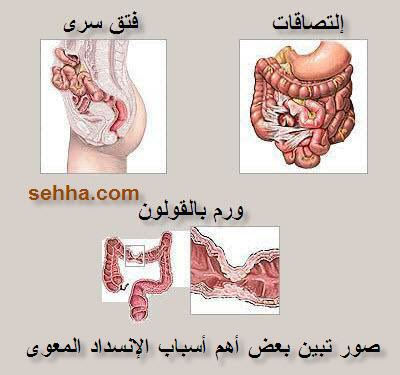 إلتصاقات
فتق سرى
sehha.com
ورم بالقولون
صور تبين بعض أهم أسباب الإنسداد المعوى